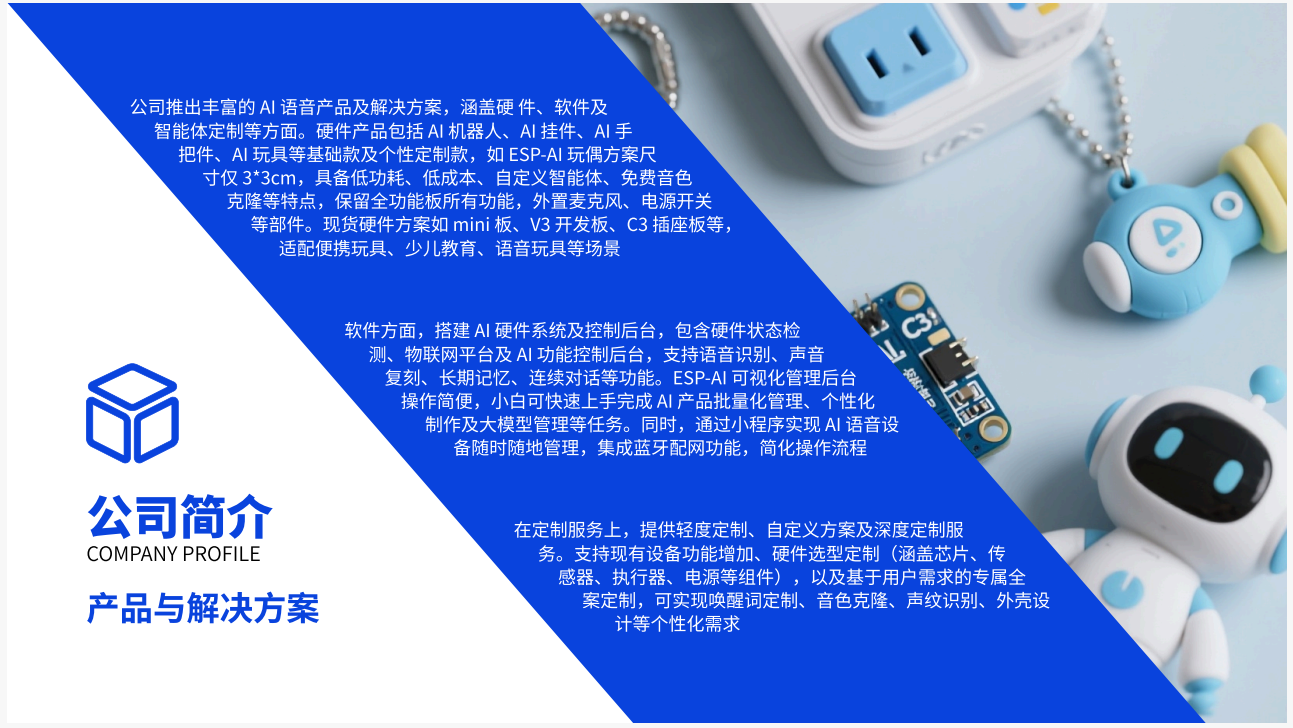 公司推出丰富的 AI 语音产品及解决方案，涵盖硬 件、软件及
智能体定制等方面。硬件产品包括 AI 机器人、AI 挂件、AI 手
把件、AI 玩具等基础款及个性定制款，如 ESP-AI 玩偶方案尺
寸仅 3*3cm，具备低功耗、低成本、自定义智能体、免费音色
克隆等特点，保留全功能板所有功能，外置麦克风、电源开关
等部件。现货硬件方案如 mini 板、V3 开发板、C3 插座板等，
适配便携玩具、少儿教育、语音玩具等场景
软件方面，搭建 AI 硬件系统及控制后台，包含硬件状态检
测、物联网平台及 AI 功能控制后台，支持语音识别、声音
复刻、长期记忆、连续对话等功能。ESP-AI 可视化管理后台
操作简便，小白可快速上手完成 AI 产品批量化管理、个性化
制作及大模型管理等任务。同时，通过小程序实现 AI 语音设
备随时随地管理，集成蓝牙配网功能，简化操作流程
在定制服务上，提供轻度定制、自定义方案及深度定制服
务。支持现有设备功能增加、硬件选型定制（涵盖芯片、传
感器、执行器、电源等组件），以及基于用户需求的专属全
案定制，可实现唤醒词定制、音色克隆、声纹识别、外壳设
计等个性化需求
公司简介
COMPANY PROFILE
产品与解决方案
C3